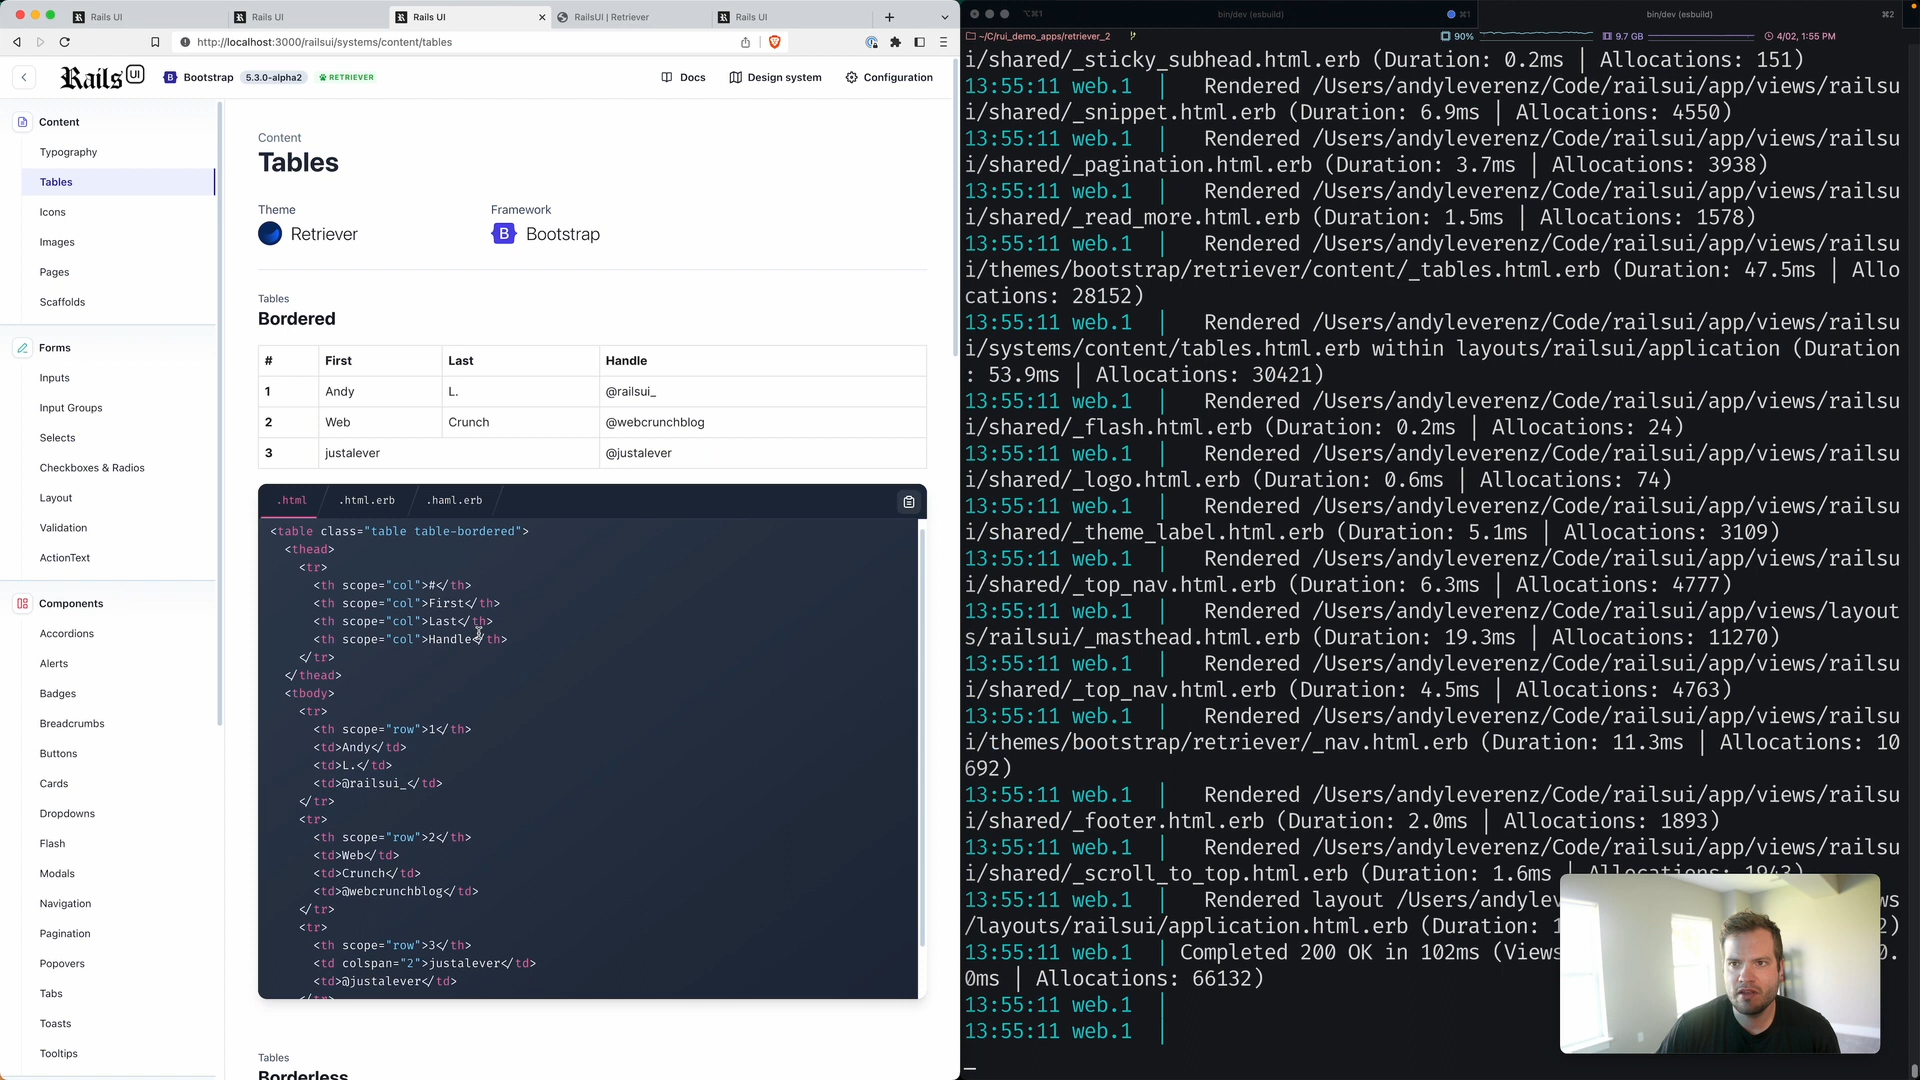 Rails UI
Rails UI
Rails UI
RailsUI | Retriever
Rails UI
http://localhost:3000/railsui/systems/content/tables
Rails UI
Bootstrap
5.3.0-alpha2
RETRIEVER
Docs
Design system
Configuration
Content
Typography
Tables
Icons
Images
Pages
Scaffolds
Forms
Inputs
Input Groups
Selects
Checkboxes & Radios
Layout
Validation
ActionText
Components
Accordions
Alerts
Badges
Breadcrumbs
Buttons
Cards
Dropdowns
Flash
Modals
Navigation
Pagination
Popovers
Tabs
Toasts
Tooltips
Content
Tables
Theme
Framework
Retriever
Bootstrap
Tables
Bordered
# First Last Handle
1 Andy L. @railsui_
2 Web Crunch @webcrunchblog
3 justalever @justalever
.html .html.erb .haml.erb
<table class="table table-bordered">
<thead>
<tr>
<th scope="col">#</th>
<th scope="col">First</th>
<th scope="col">Last</th>
<th scope="col">Handle</th>
</tr>
</thead>
<tbody>
<tr>
<th scope="row">1</th>
<td>Andy</td>
<td>L.</td>
<td>@railsui_</td>
</tr>
<tr>
<th scope="row">2</th>
<td>Web</td>
<td>Crunch</td>
<td>@webcrunchblog</td>
</tr>
<tr>
<th scope="row">3</th>
<td colspan="2">justalever</td>
<td>@justalever</td>
</tr>
Tables
Borderless
⌥⌘1 bin/dev (esbuild) ⌘1 bin/dev (esbuild) ⌘2
~/C/rui_demo_apps/retriever_2 90% 9.7 GB 4/02, 1:55 PM
i/shared/_sticky_subhead.html.erb (Duration: 0.2ms | Allocations: 151)
13:55:11 web.1 | Rendered /Users/andyleverenz/Code/railsui/app/views/railsu
i/shared/_snippet.html.erb (Duration: 6.9ms | Allocations: 4550)
13:55:11 web.1 | Rendered /Users/andyleverenz/Code/railsui/app/views/railsu
i/shared/_pagination.html.erb (Duration: 3.7ms | Allocations: 3938)
13:55:11 web.1 | Rendered /Users/andyleverenz/Code/railsui/app/views/railsu
i/shared/_read_more.html.erb (Duration: 1.5ms | Allocations: 1578)
13:55:11 web.1 | Rendered /Users/andyleverenz/Code/railsui/app/views/railsu
i/themes/bootstrap/retriever/content/_tables.html.erb (Duration: 47.5ms | Allo
cations: 28152)
13:55:11 web.1 | Rendered /Users/andyleverenz/Code/railsui/app/views/railsu
i/systems/content/tables.html.erb within layouts/railsui/application (Duration
: 53.9ms | Allocations: 30421)
13:55:11 web.1 | Rendered /Users/andyleverenz/Code/railsui/app/views/railsu
i/shared/_flash.html.erb (Duration: 0.2ms | Allocations: 24)
13:55:11 web.1 | Rendered /Users/andyleverenz/Code/railsui/app/views/railsu
i/shared/_logo.html.erb (Duration: 0.6ms | Allocations: 74)
13:55:11 web.1 | Rendered /Users/andyleverenz/Code/railsui/app/views/railsu
i/shared/_theme_label.html.erb (Duration: 5.1ms | Allocations: 3109)
13:55:11 web.1 | Rendered /Users/andyleverenz/Code/railsui/app/views/railsu
i/shared/_top_nav.html.erb (Duration: 6.3ms | Allocations: 4777)
13:55:11 web.1 | Rendered /Users/andyleverenz/Code/railsui/app/views/layout
s/railsui/_masthead.html.erb (Duration: 19.3ms | Allocations: 11270)
13:55:11 web.1 | Rendered /Users/andyleverenz/Code/railsui/app/views/railsu
i/shared/_top_nav.html.erb (Duration: 4.5ms | Allocations: 4763)
13:55:11 web.1 | Rendered /Users/andyleverenz/Code/railsui/app/views/railsu
i/themes/bootstrap/retriever/_nav.html.erb (Duration: 11.3ms | Allocations: 10
692)
13:55:11 web.1 | Rendered /Users/andyleverenz/Code/railsui/app/views/railsu
i/shared/_footer.html.erb (Duration: 2.0ms | Allocations: 1893)
13:55:11 web.1 | Rendered /Users/andyleverenz/Code/railsui/app/views/railsu
i/shared/_scroll_to_top.html.erb (Duration: 1.6ms | Allocations: 1943)
13:55:11 web.1 | Rendered layout /Users/andylev ws
/layouts/railsui/application.html.erb (Duration: 1 2)
13:55:11 web.1 | Completed 200 OK in 102ms (Views 0.
0ms | Allocations: 66132)
13:55:11 web.1 |
13:55:11 web.1 |